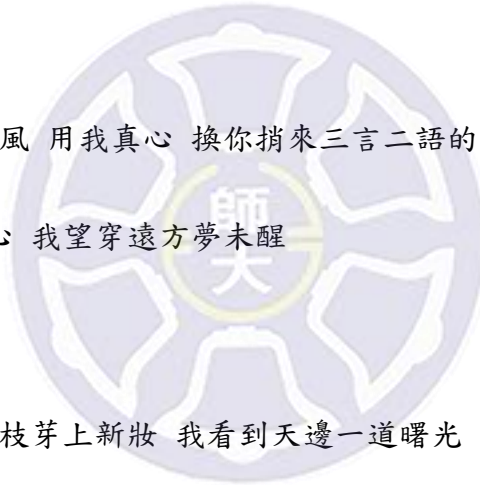 風 用我真心 換你捎來三言二語的
師大
心 我望穿遠方夢未醒
枝芽上新妝 我看到天邊一道曙光